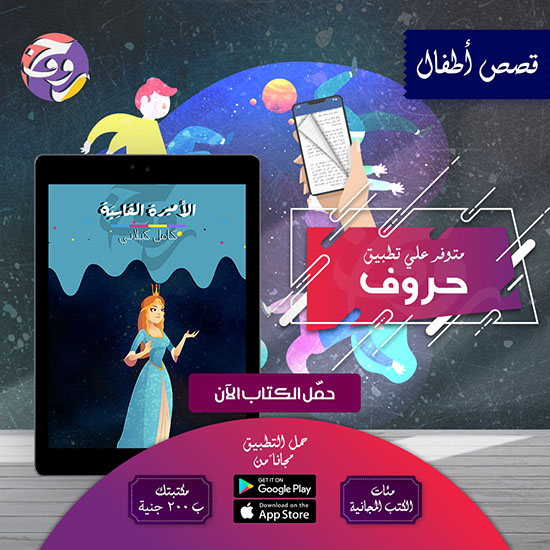 حروف
قصص أطفال
الأميرة القاسية
كامل كيلاني
متوفر علي تطبيق
حروف
حمّل الكتاب الآن
حمل التطبيق
مجاناً من
GET IT ON
Google Play
Download on the
App Store
مئات
الكتب المجانية
مكتبتك
ب ٢٠٠ جنية